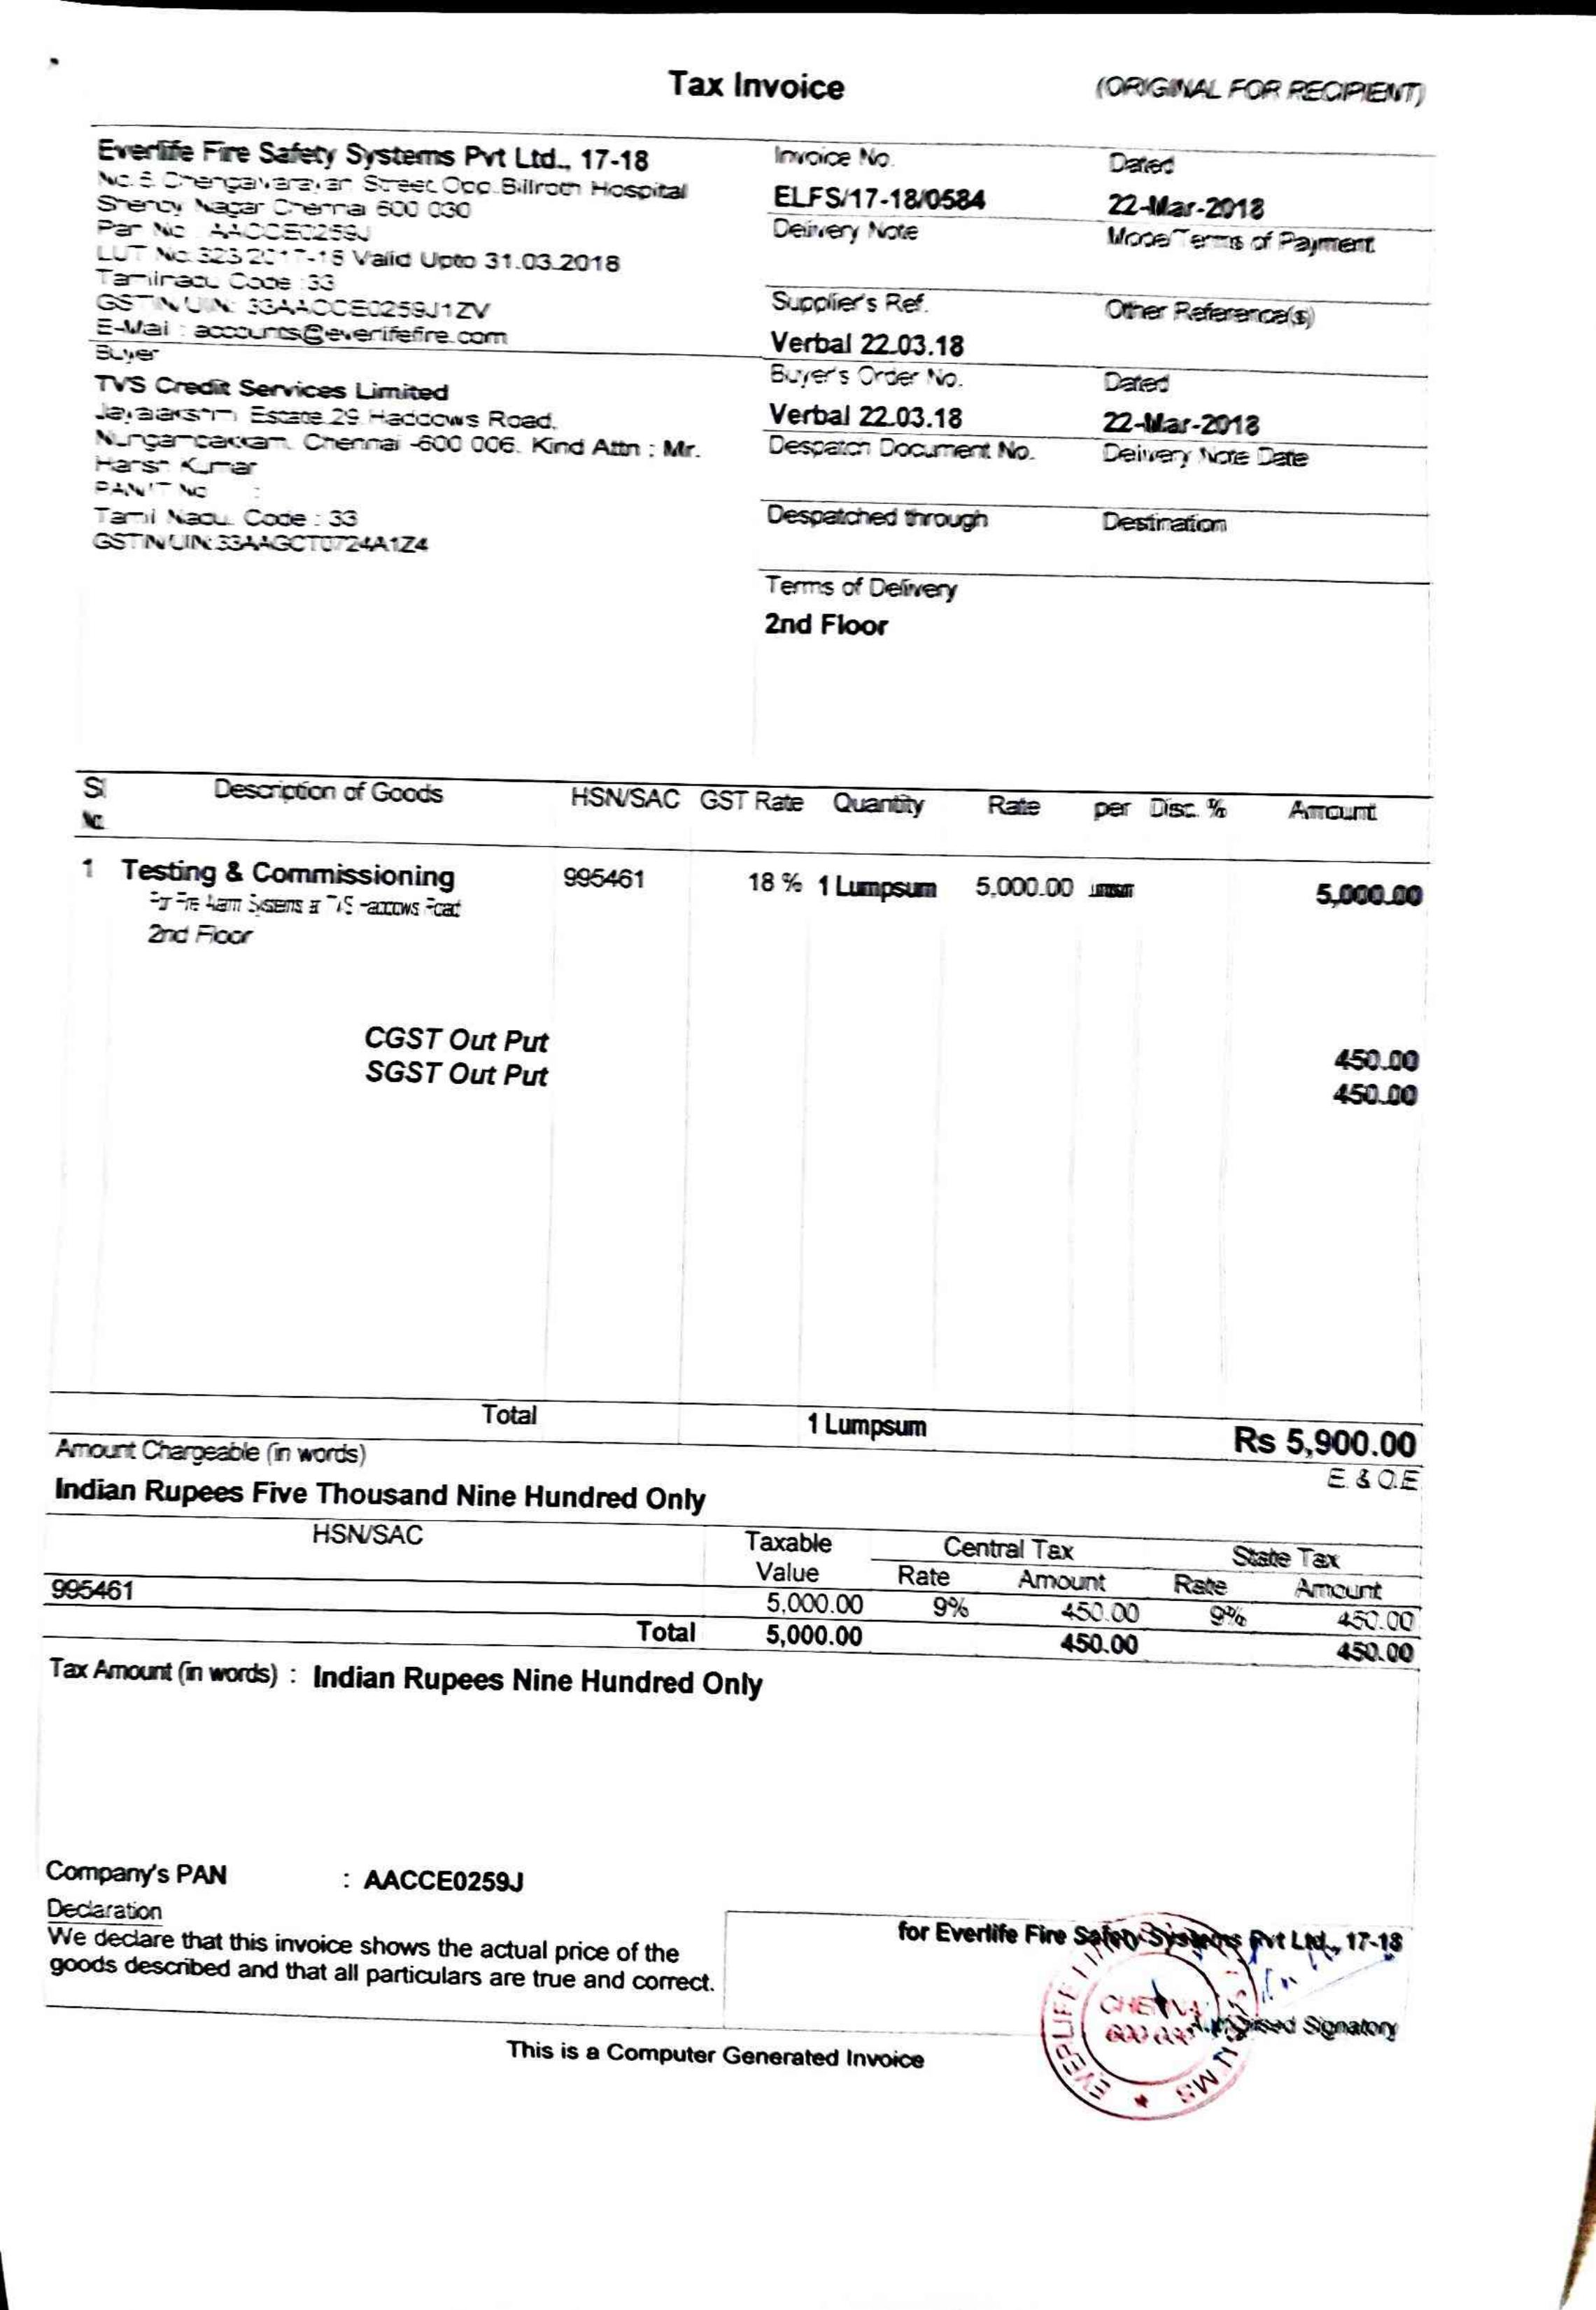 Tax Invoice
(ORIGINAL FOR RECIPIENT)
Everlife Fire Safety Systems Pvt Ltd., 17-18
Street Opp.Billroth Hospital
Shenoy Nagar Chennai 600 030
Pan No : AACCE0259J
LUT No.323/2017-18 Valid Upto 31.03.2018
Tamilnadu Code :33
GSTIN/UIN: 33AACCE0259J1ZV
E-Mail : accounts@everlifefire.com
Invoice No.
ELFS/17-18/0584
Dated
22-Mar-2018
Delivery Note
Mode/Terms of Payment
Supplier's Ref.
Verbal 22.03.18
Other Reference(s)
Buyer
TVS Credit Services Limited
Estate 29 Haddows Road,
Nungambakkam, Chennai -600 006. Kind Attn : Mr.
Harsh Kumar
PAN/IT No :
Tamil Nadu, Code : 33
GSTIN/UIN:33AAGCT0724A1Z4
Buyer's Order No.
Verbal 22.03.18
Dated
22-Mar-2018
Despatch Document No.
Delivery Note Date
Despatched through
Destination
Terms of Delivery
2nd Floor
Sl No.
Description of Goods
HSN/SAC GST Rate Quantity Rate per Disc. % Amount
1 Testing & Commissioning 995461 18 % 1 Lumpsum 5,000.00 5,000.00
For Fire Alarm Systems at TVS Haddows Road
2nd Floor
CGST Out Put 450.00
SGST Out Put 450.00
Total 1 Lumpsum Rs 5,900.00
Amount Chargeable (in words) E. & O.E
Indian Rupees Five Thousand Nine Hundred Only
HSN/SAC Taxable Central Tax State Tax
Value Rate Amount Rate Amount
995461 5,000.00 9% 450.00 9% 450.00
Total 5,000.00 450.00 450.00
Tax Amount (in words) : Indian Rupees Nine Hundred Only
Company's PAN : AACCE0259J
Declaration
We declare that this invoice shows the actual price of the
goods described and that all particulars are true and correct.
for Everlife Fire Safety Systems Pvt Ltd., 17-18
Authorised Signatory
This is a Computer Generated Invoice
EVERLIFE
CHENNAI
600 030